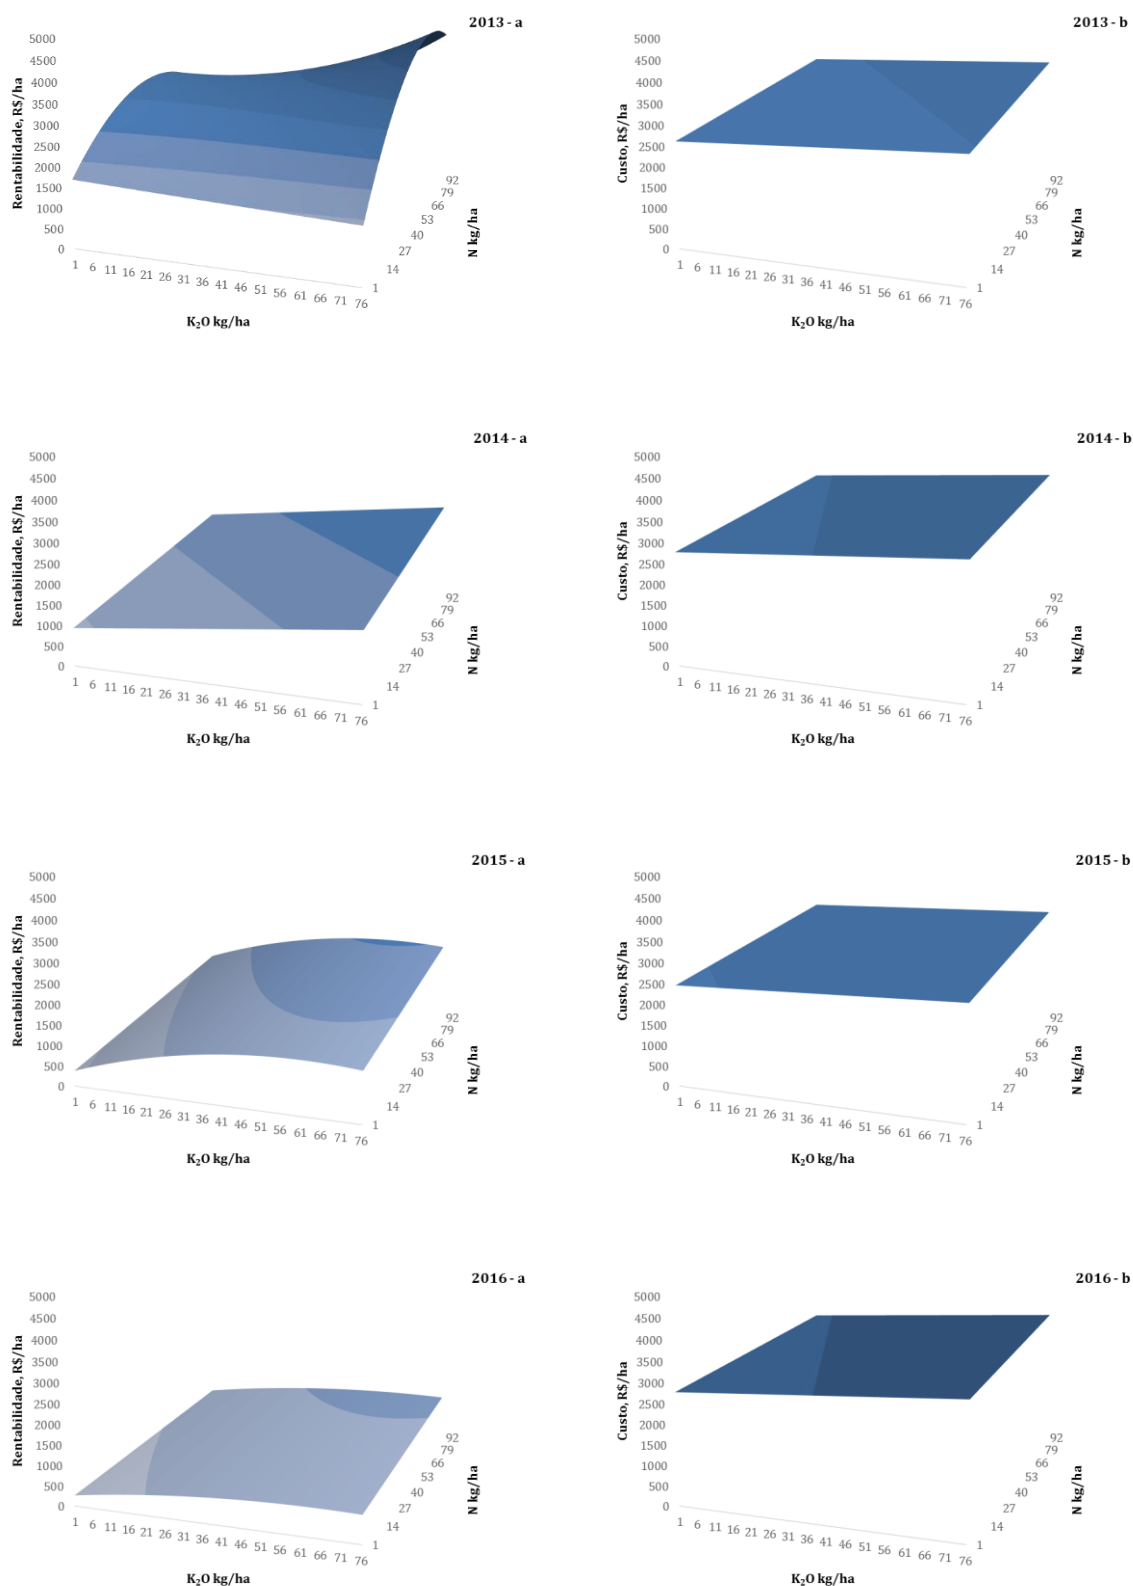 2013 - a
5000
4500
4000
3500
3000
2500
2000
1500
1000
500
0
Rentabilidade, R$/ha
1 6 11 16 21 26 31 36 41 46 51 56 61 66 71 76
K₂O kg/ha
1 14 27 40 53 66 79 92
N kg/ha
2013 - b
5000
4500
4000
3500
3000
2500
2000
1500
1000
500
0
Custo, R$/ha
1 6 11 16 21 26 31 36 41 46 51 56 61 66 71 76
K₂O kg/ha
1 14 27 40 53 66 79 92
N kg/ha
2014 - a
5000
4500
4000
3500
3000
2500
2000
1500
1000
500
0
Rentabilidade, R$/ha
1 6 11 16 21 26 31 36 41 46 51 56 61 66 71 76
K₂O kg/ha
1 14 27 40 53 66 79 92
N kg/ha
2014 - b
5000
4500
4000
3500
3000
2500
2000
1500
1000
500
0
Custo, R$/ha
1 6 11 16 21 26 31 36 41 46 51 56 61 66 71 76
K₂O kg/ha
1 14 27 40 53 66 79 92
N kg/ha
2015 - a
5000
4500
4000
3500
3000
2500
2000
1500
1000
500
0
Rentabilidade, R$/ha
1 6 11 16 21 26 31 36 41 46 51 56 61 66 71 76
K₂O kg/ha
1 14 27 40 53 66 79 92
N kg/ha
2015 - b
5000
4500
4000
3500
3000
2500
2000
1500
1000
500
0
Custo, R$/ha
1 6 11 16 21 26 31 36 41 46 51 56 61 66 71 76
K₂O kg/ha
1 14 27 40 53 66 79 92
N kg/ha
2016 - a
5000
4500
4000
3500
3000
2500
2000
1500
1000
500
0
Rentabilidade, R$/ha
1 6 11 16 21 26 31 36 41 46 51 56 61 66 71 76
K₂O kg/ha
1 14 27 40 53 66 79 92
N kg/ha
2016 - b
5000
4500
4000
3500
3000
2500
2000
1500
1000
500
0
Custo, R$/ha
1 6 11 16 21 26 31 36 41 46 51 56 61 66 71 76
K₂O kg/ha
1 14 27 40 53 66 79 92
N kg/ha